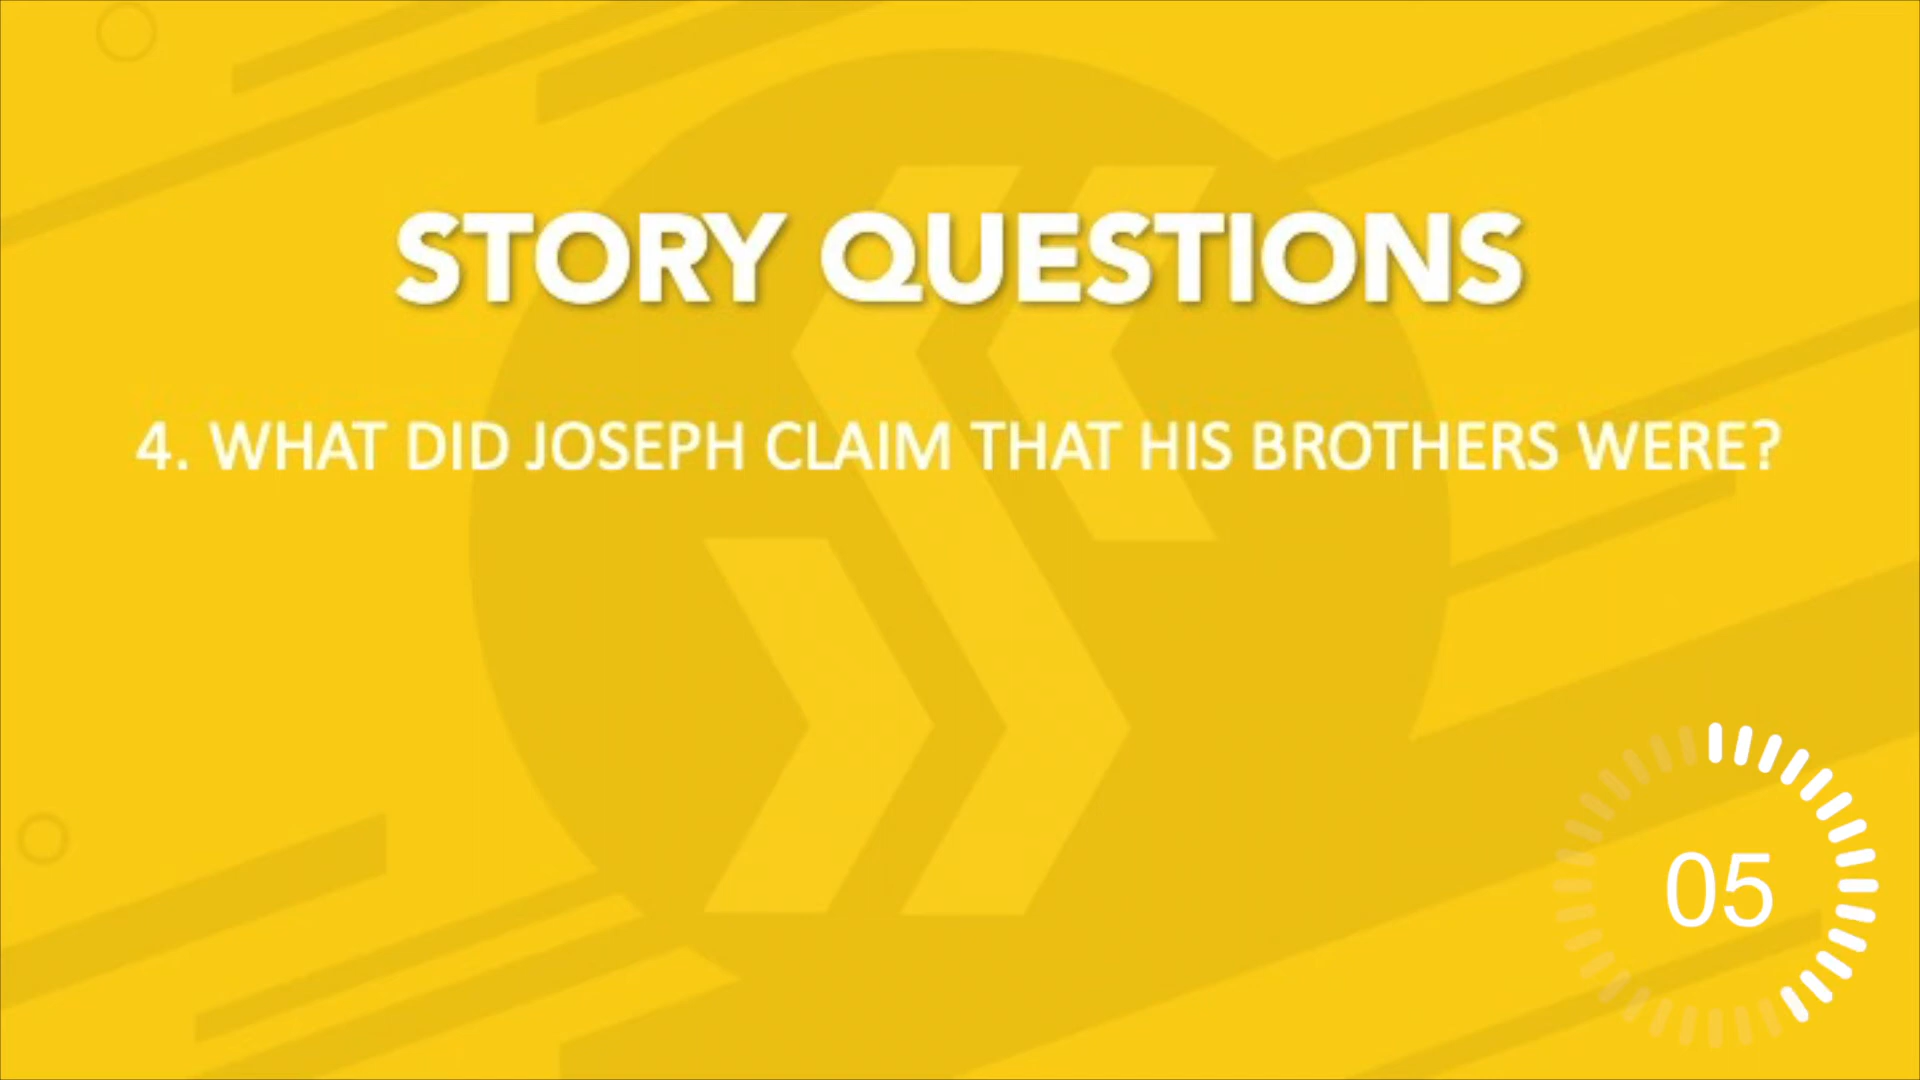 STORY QUESTIONS
4. WHAT DID JOSEPH CLAIM THAT HIS BROTHERS WERE?
05